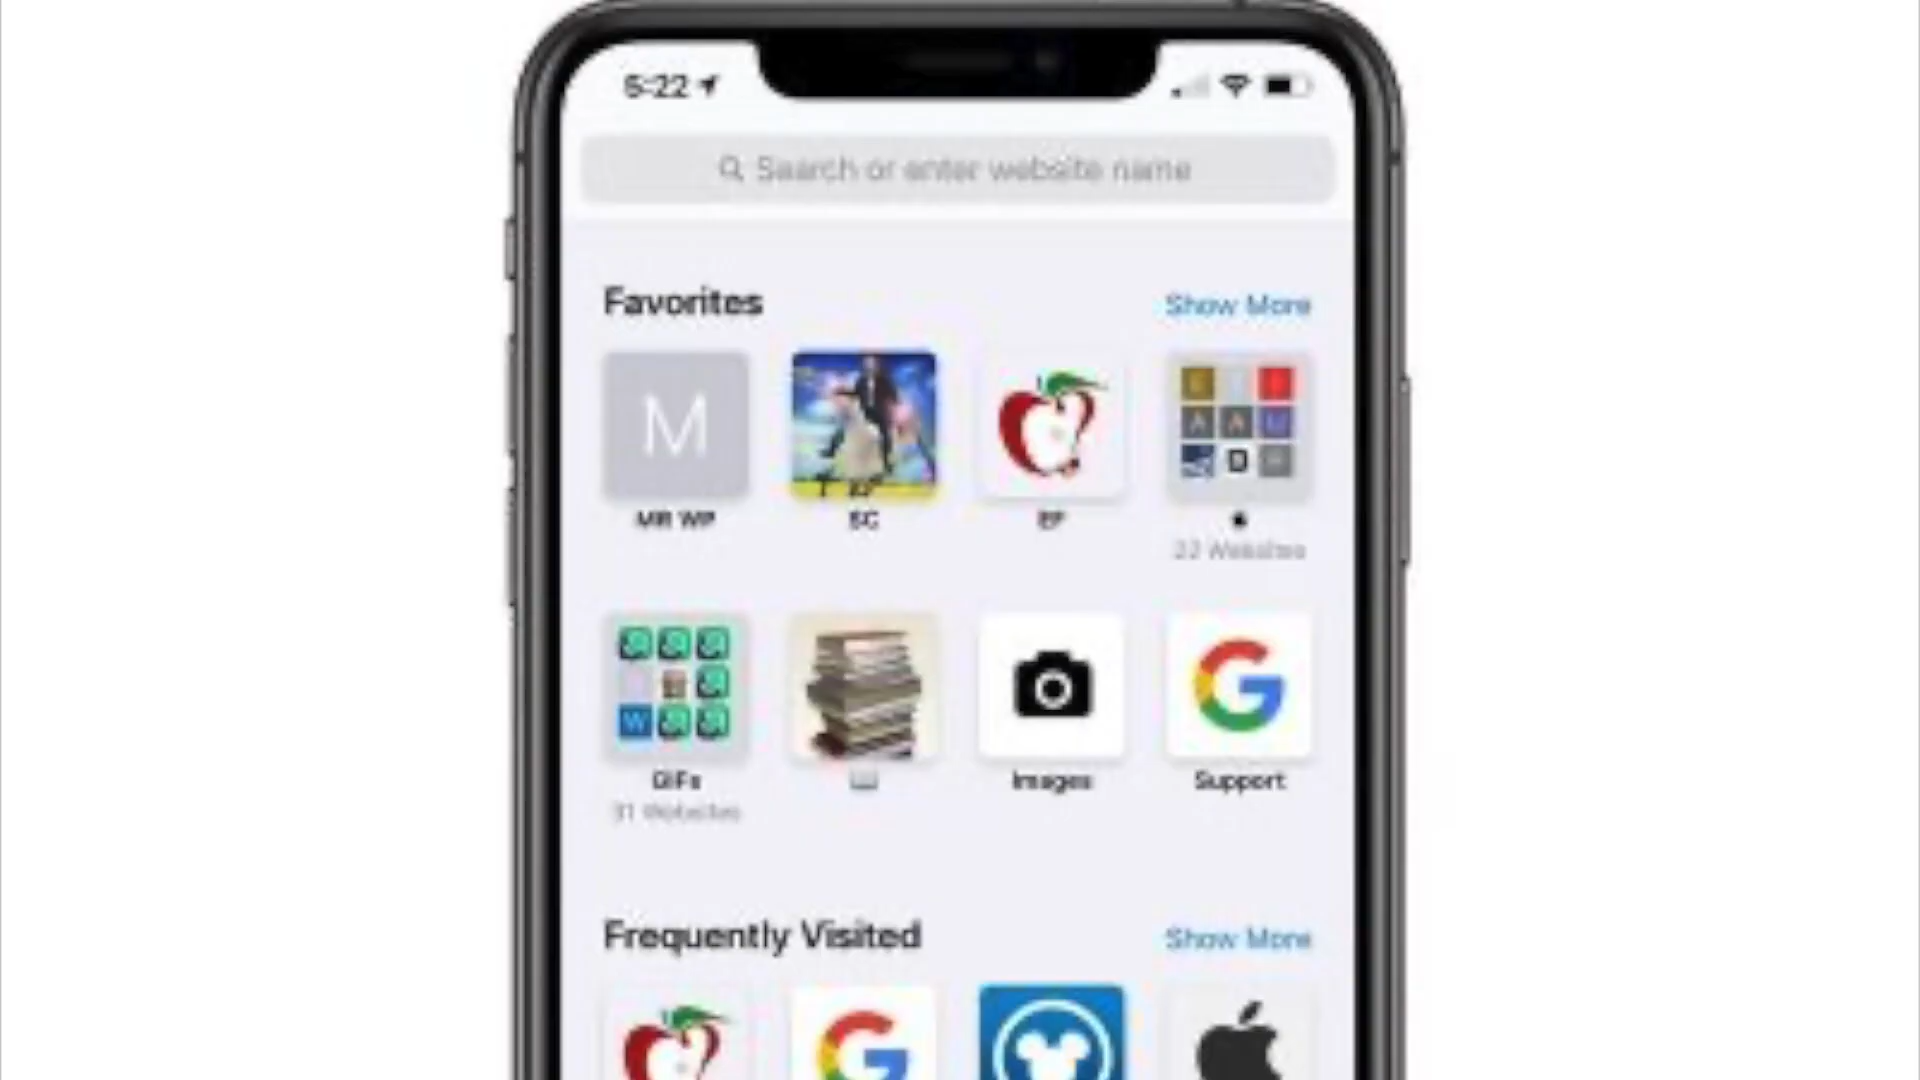 5:22
Search or enter website name
Favorites Show More
M
MR WP SC EP
22 Websites
D
W
GIFs Images Support
31 Websites
Frequently Visited Show More